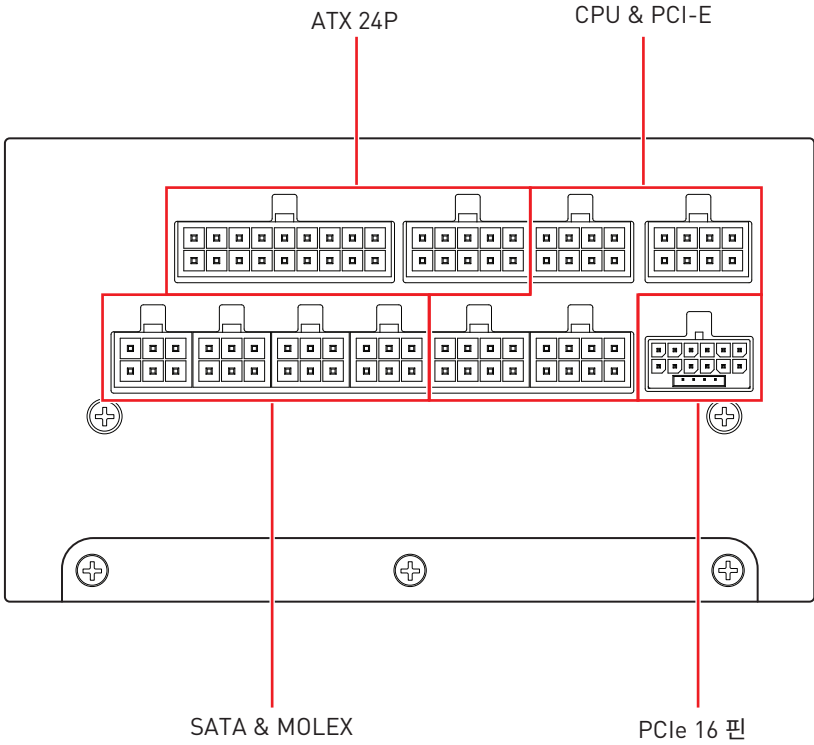 ATX 24P
CPU & PCI-E
SATA & MOLEX
PCIe 16 핀